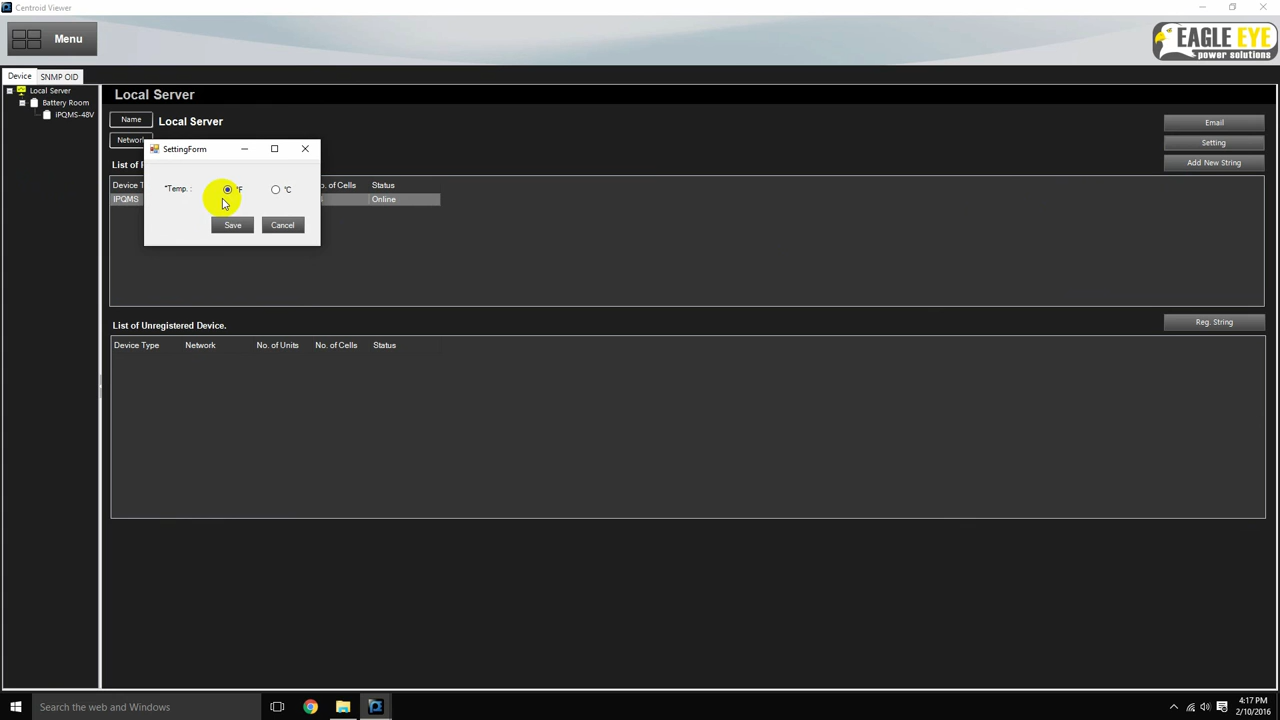 Centroid Viewer
Menu
EAGLE EYE
power solutions
Device
SNMP OID
Local Server
Battery Room
iPQMS-48V
Local Server
Name
Local Server
Network
Email
Setting
Add New String
SettingForm
*Temp. :
°F
°C
Save
Cancel
List of
Device
of Cells
Status
IPQMS
Online
List of Unregistered Device.
Reg. String
Device Type
Network
No. of Units
No. of Cells
Status
Search the web and Windows
4:17 PM
2/10/2016